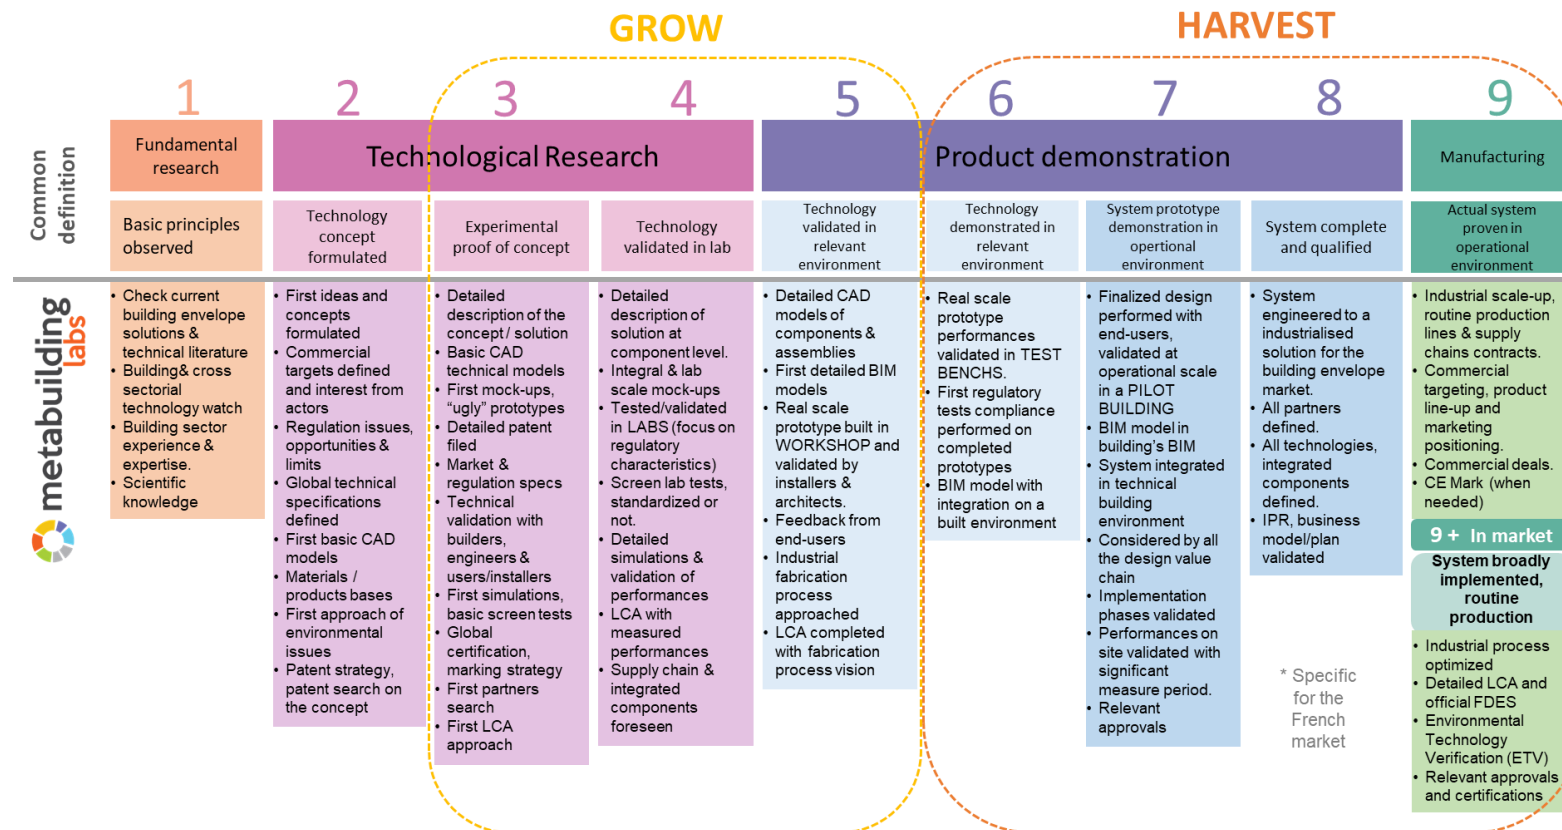 GROW
HARVEST
1
2
3
4
5
6
7
8
9
Common
definition
Fundamental
research
Technological Research
Product demonstration
Manufacturing
Basic principles
observed
Technology
concept
formulated
Experimental
proof of concept
Technology
validated in lab
Technology
validated in
relevant
environment
Technology
demonstrated in
relevant
environment
System prototype
demonstration in
opertional
environment
System complete
and qualified
Actual system
proven in
operational
environment
metabuilding
labs
• Check current
building envelope
solutions &
technical literature
• Building& cross
sectorial
technology watch
• Building sector
experience &
expertise.
• Scientific
knowledge
• First ideas and
concepts
formulated
• Commercial
targets defined
and interest from
actors
• Regulation issues,
opportunities &
limits
• Global technical
specifications
defined
• First basic CAD
models
• Materials /
products bases
• First approach of
environmental
issues
• Patent strategy,
patent search on
the concept
• Detailed
description of the
concept / solution
• Basic CAD
technical models
• First mock-ups,
“ugly” prototypes
• Detailed patent
filed
• Market &
regulation specs
• Technical
validation with
builders,
engineers &
users/installers
• First simulations,
basic screen tests
• Global
certification,
marking strategy
• First partners
search
• First LCA
approach
• Detailed
description of
solution at
component level.
• Integral & lab
scale mock-ups
• Tested/validated
in LABS (focus on
regulatory
characteristics)
• Screen lab tests,
standardized or
not.
• Detailed
simulations &
validation of
performances
• LCA with
measured
performances
• Supply chain &
integrated
components
foreseen
• Detailed CAD
models of
components &
assemblies
• First detailed BIM
models
• Real scale
prototype built in
WORKSHOP and
validated by
installers &
architects.
• Feedback from
end-users
• Industrial
fabrication
process
approached
• LCA completed
with fabrication
process vision
• Real scale
prototype
performances
validated in TEST
BENCHS.
• First regulatory
tests compliance
performed on
completed
prototypes
• BIM model with
integration on a
built environment
• Finalized design
performed with
end-users,
validated at
operational scale
in a PILOT
BUILDING
• BIM model in
building’s BIM
• System integrated
in technical
building
environment
• Considered by all
the design value
chain
• Implementation
phases validated
• Performances on
site validated with
significant
measure period.
• Relevant
approvals
• System
engineered to a
industrialised
solution for the
building envelope
market.
• All partners
defined.
• All technologies,
integrated
components
defined.
• IPR, business
model/plan
validated
* Specific
for the
French
market
• Industrial scale-up,
routine production
lines & supply
chains contracts.
• Commercial
targeting, product
line-up and
marketing
positioning.
• Commercial deals.
• CE Mark (when
needed)
9 + In market
System broadly
implemented,
routine
production
• Industrial process
optimized
• Detailed LCA and
official FDES
• Environmental
Technology
Verification (ETV)
• Relevant approvals
and certifications